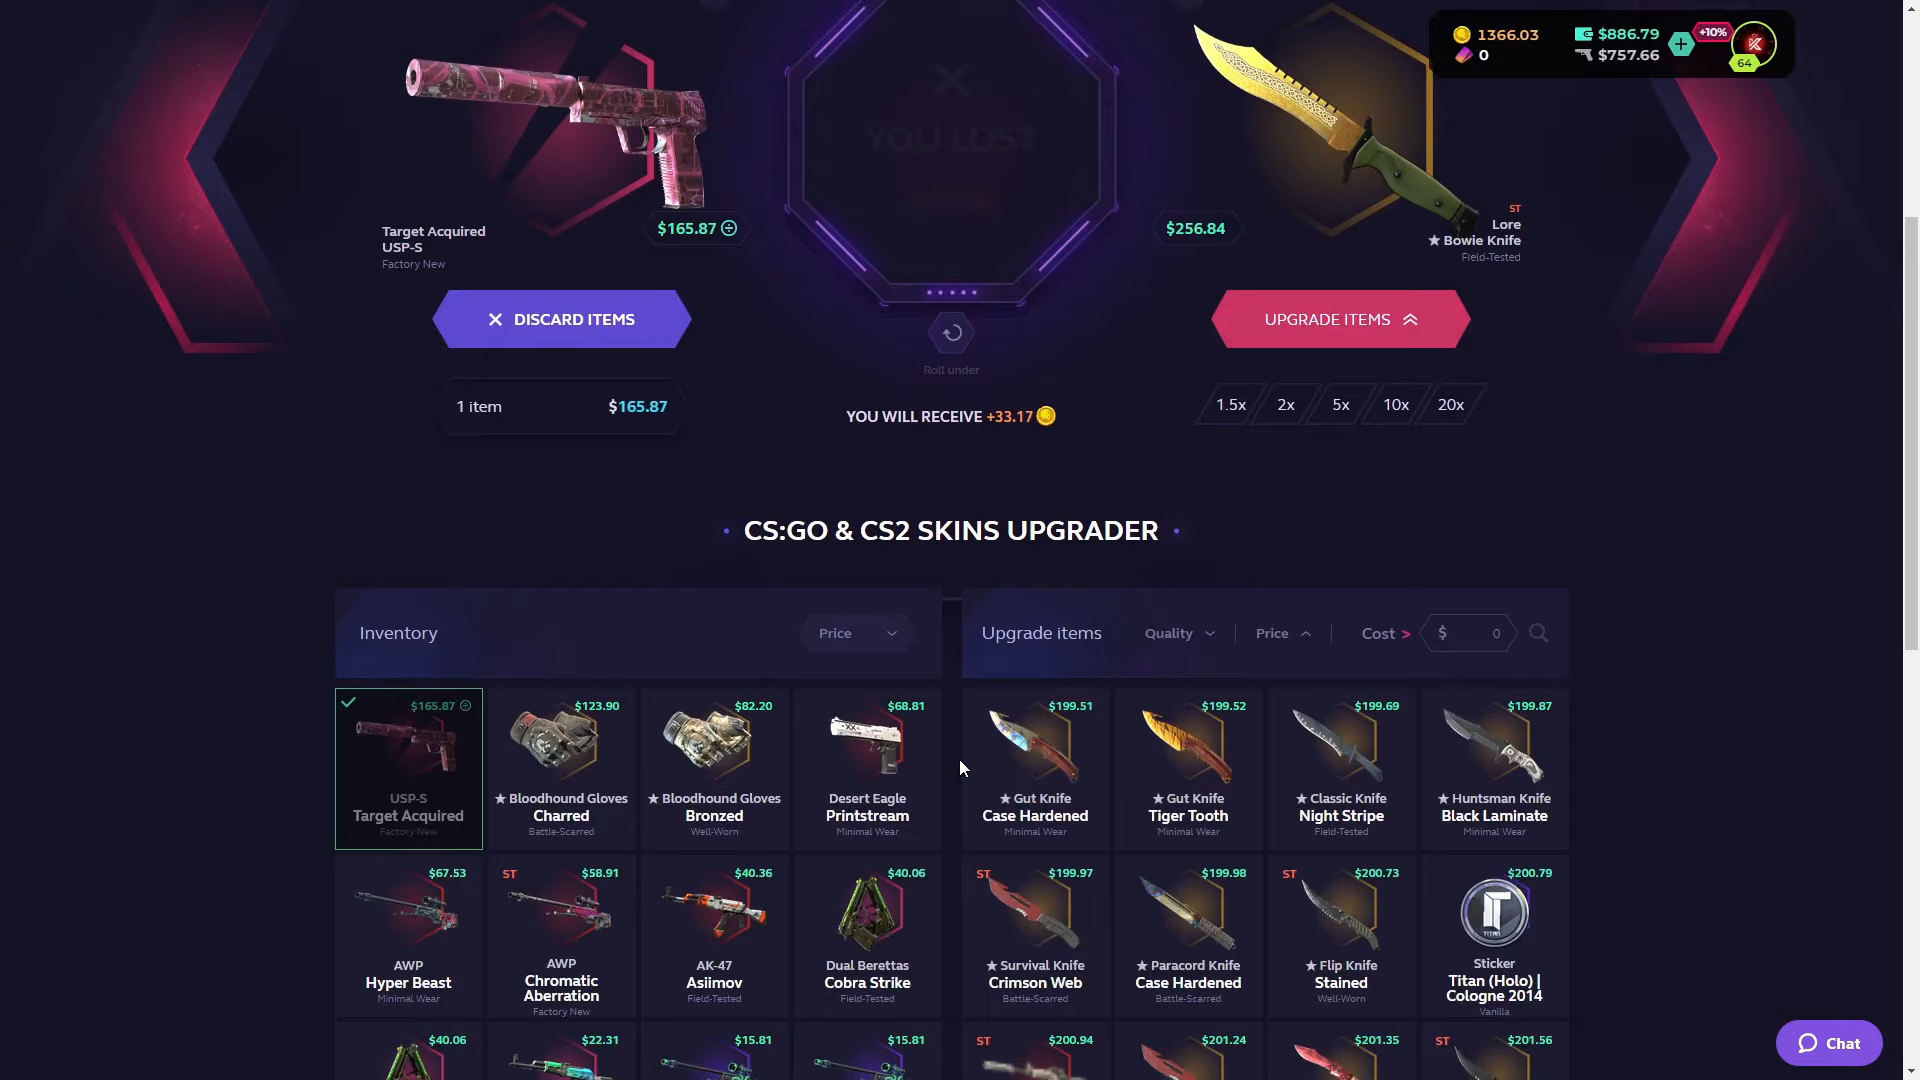 1366.03
$886.79
+10%
0
$757.66
64
YOU LOST
Target Acquired
USP-S
Factory New
$165.87
$256.84
ST
Lore
★ Bowie Knife
Field-Tested
DISCARD ITEMS
UPGRADE ITEMS
Roll under
1 item
$165.87
YOU WILL RECEIVE +33.17
1.5x
2x
5x
10x
20x
CS:GO & CS2 SKINS UPGRADER
Inventory
Price
Upgrade items
Quality
Price
Cost >
$ 0
$165.87
USP-S
Target Acquired
Factory New
$123.90
★ Bloodhound Gloves
Charred
Battle-Scarred
$82.20
★ Bloodhound Gloves
Bronzed
Well-Worn
$68.81
Desert Eagle
Printstream
Minimal Wear
$199.51
★ Gut Knife
Case Hardened
Minimal Wear
$199.52
★ Gut Knife
Tiger Tooth
Minimal Wear
$199.69
★ Classic Knife
Night Stripe
Field-Tested
$199.87
★ Huntsman Knife
Black Laminate
Minimal Wear
$67.53
AWP
Hyper Beast
Minimal Wear
ST
$58.91
AWP
Chromatic
Aberration
Factory New
$40.36
AK-47
Asiimov
Field-Tested
$40.06
Dual Berettas
Cobra Strike
Field-Tested
ST
$199.97
★ Survival Knife
Crimson Web
Battle-Scarred
$199.98
★ Paracord Knife
Case Hardened
Battle-Scarred
ST
$200.73
★ Flip Knife
Stained
Well-Worn
$200.79
TITAN
Sticker
Titan (Holo) |
Cologne 2014
Vanilla
$40.06
$22.31
$15.81
$15.81
ST
$200.94
$201.24
$201.35
ST
$201.56
Chat